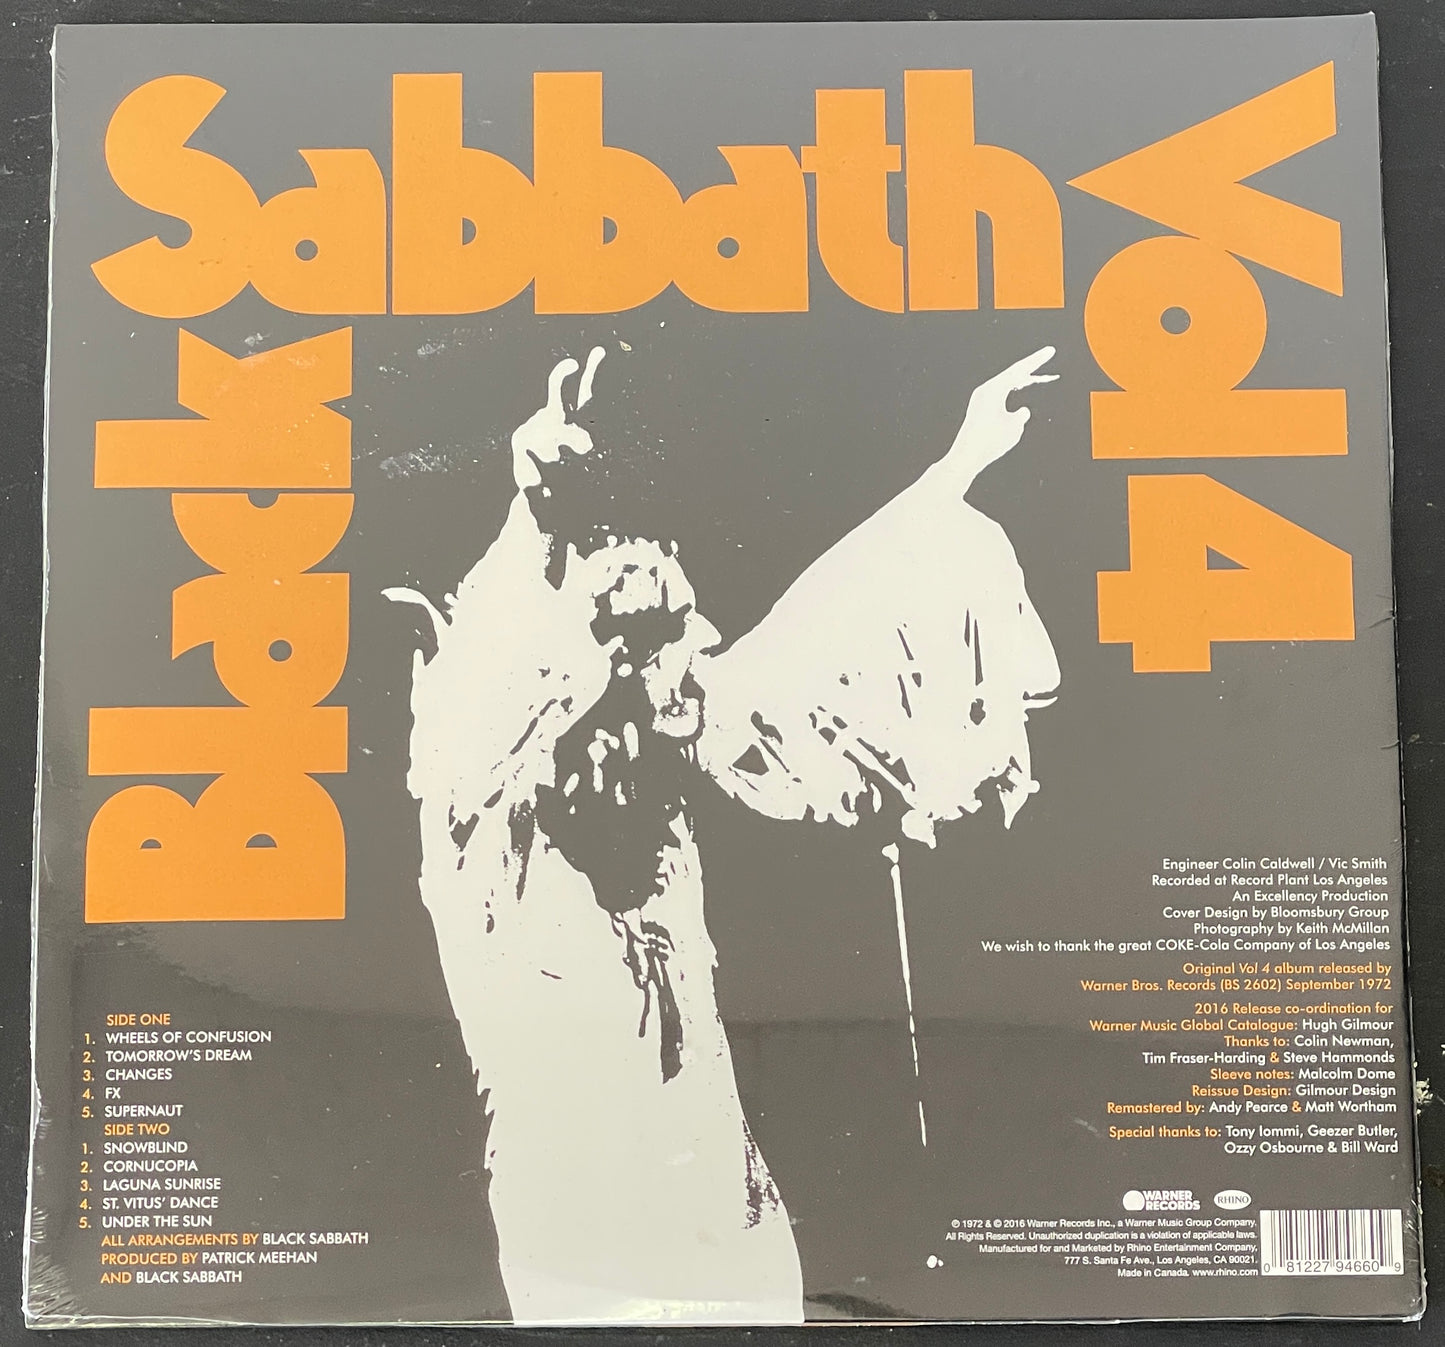 Black
Sabbath
Vol 4
Engineer Colin Caldwell / Vic Smith
Recorded at Record Plant Los Angeles
An Excellency Production
Cover Design by Bloomsbury Group
Photography by Keith McMillan
We wish to thank the great COKE-Cola Company of Los Angeles
Original Vol 4 album released by
Warner Bros. Records (BS 2602) September 1972
2016 Release co-ordination for
Warner Music Global Catalogue: Hugh Gilmour
Thanks to: Colin Newman,
Tim Fraser-Harding & Steve Hammonds
Sleeve notes: Malcolm Dome
Reissue Design: Gilmour Design
Remastered by: Andy Pearce & Matt Wortham
Special thanks to: Tony Iommi, Geezer Butler,
Ozzy Osbourne & Bill Ward
SIDE ONE
1. WHEELS OF CONFUSION
2. TOMORROW'S DREAM
3. CHANGES
4. FX
5. SUPERNAUT
SIDE TWO
1. SNOWBLIND
2. CORNUCOPIA
3. LAGUNA SUNRISE
4. ST. VITUS' DANCE
5. UNDER THE SUN
ALL ARRANGEMENTS BY BLACK SABBATH
PRODUCED BY PATRICK MEEHAN
AND BLACK SABBATH
WARNER
RECORDS
RHINO
℗ 1972 & © 2016 Warner Records Inc., a Warner Music Group Company.
All Rights Reserved. Unauthorized duplication is a violation of applicable laws.
Manufactured for and Marketed by Rhino Entertainment Company,
777 S. Santa Fe Ave., Los Angeles, CA 90021.
Made in Canada. www.rhino.com
0 81227 94660 9